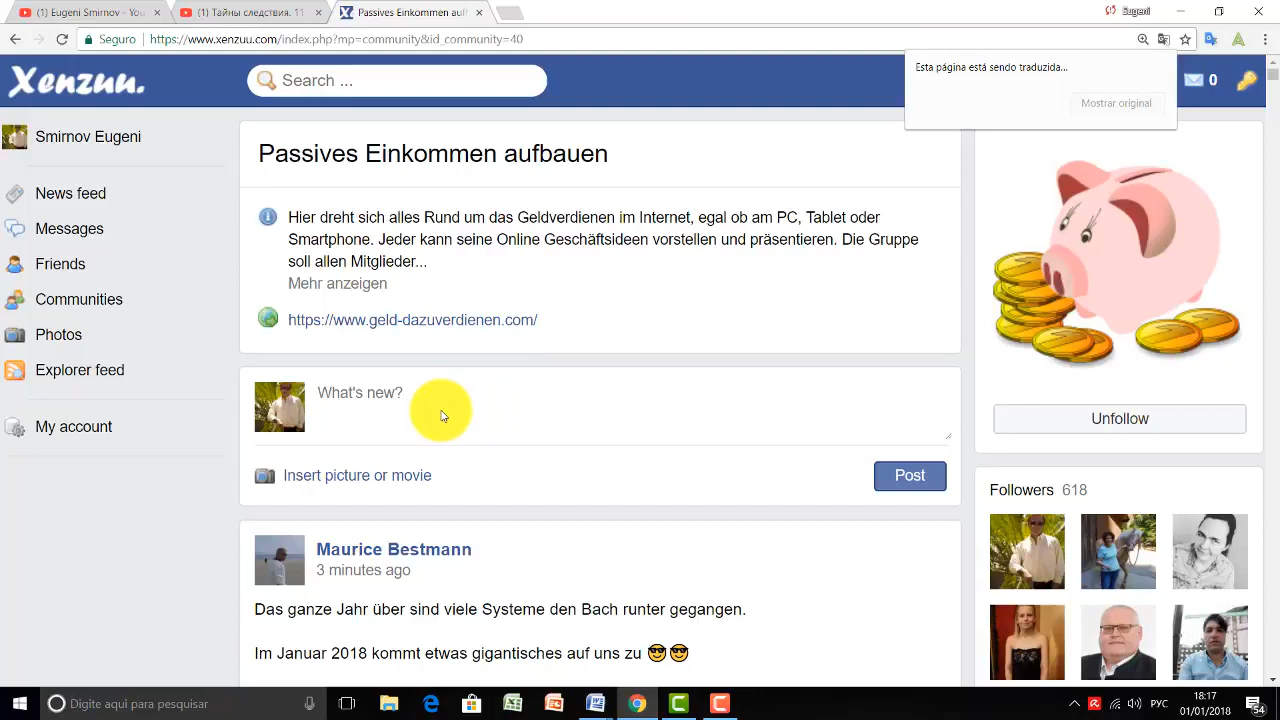 (1) Eugeni Smirnov - You
(1) Тайны следствия. 11
Passives Einkommen auf
Eugeni
Seguro
https://www.xenzuu.com/index.php?mp=community&id_community=40
Esta página está sendo traduzida...
Mostrar original
Xenzuu.
Search ...
0
Smirnov Eugeni
News feed
Messages
Friends
Communities
Photos
Explorer feed
My account
Passives Einkommen aufbauen
Hier dreht sich alles Rund um das Geldverdienen im Internet, egal ob am PC, Tablet oder
Smartphone. Jeder kann seine Online Geschäftsideen vorstellen und präsentieren. Die Gruppe
soll allen Mitglieder...
Mehr anzeigen
https://www.geld-dazuverdienen.com/
What's new?
Insert picture or movie
Post
Maurice Bestmann
3 minutes ago
Das ganze Jahr über sind viele Systeme den Bach runter gegangen.
Im Januar 2018 kommt etwas gigantisches auf uns zu 😎😎
Unfollow
Followers 618
Digite aqui para pesquisar
РУС
18:17
01/01/2018
54